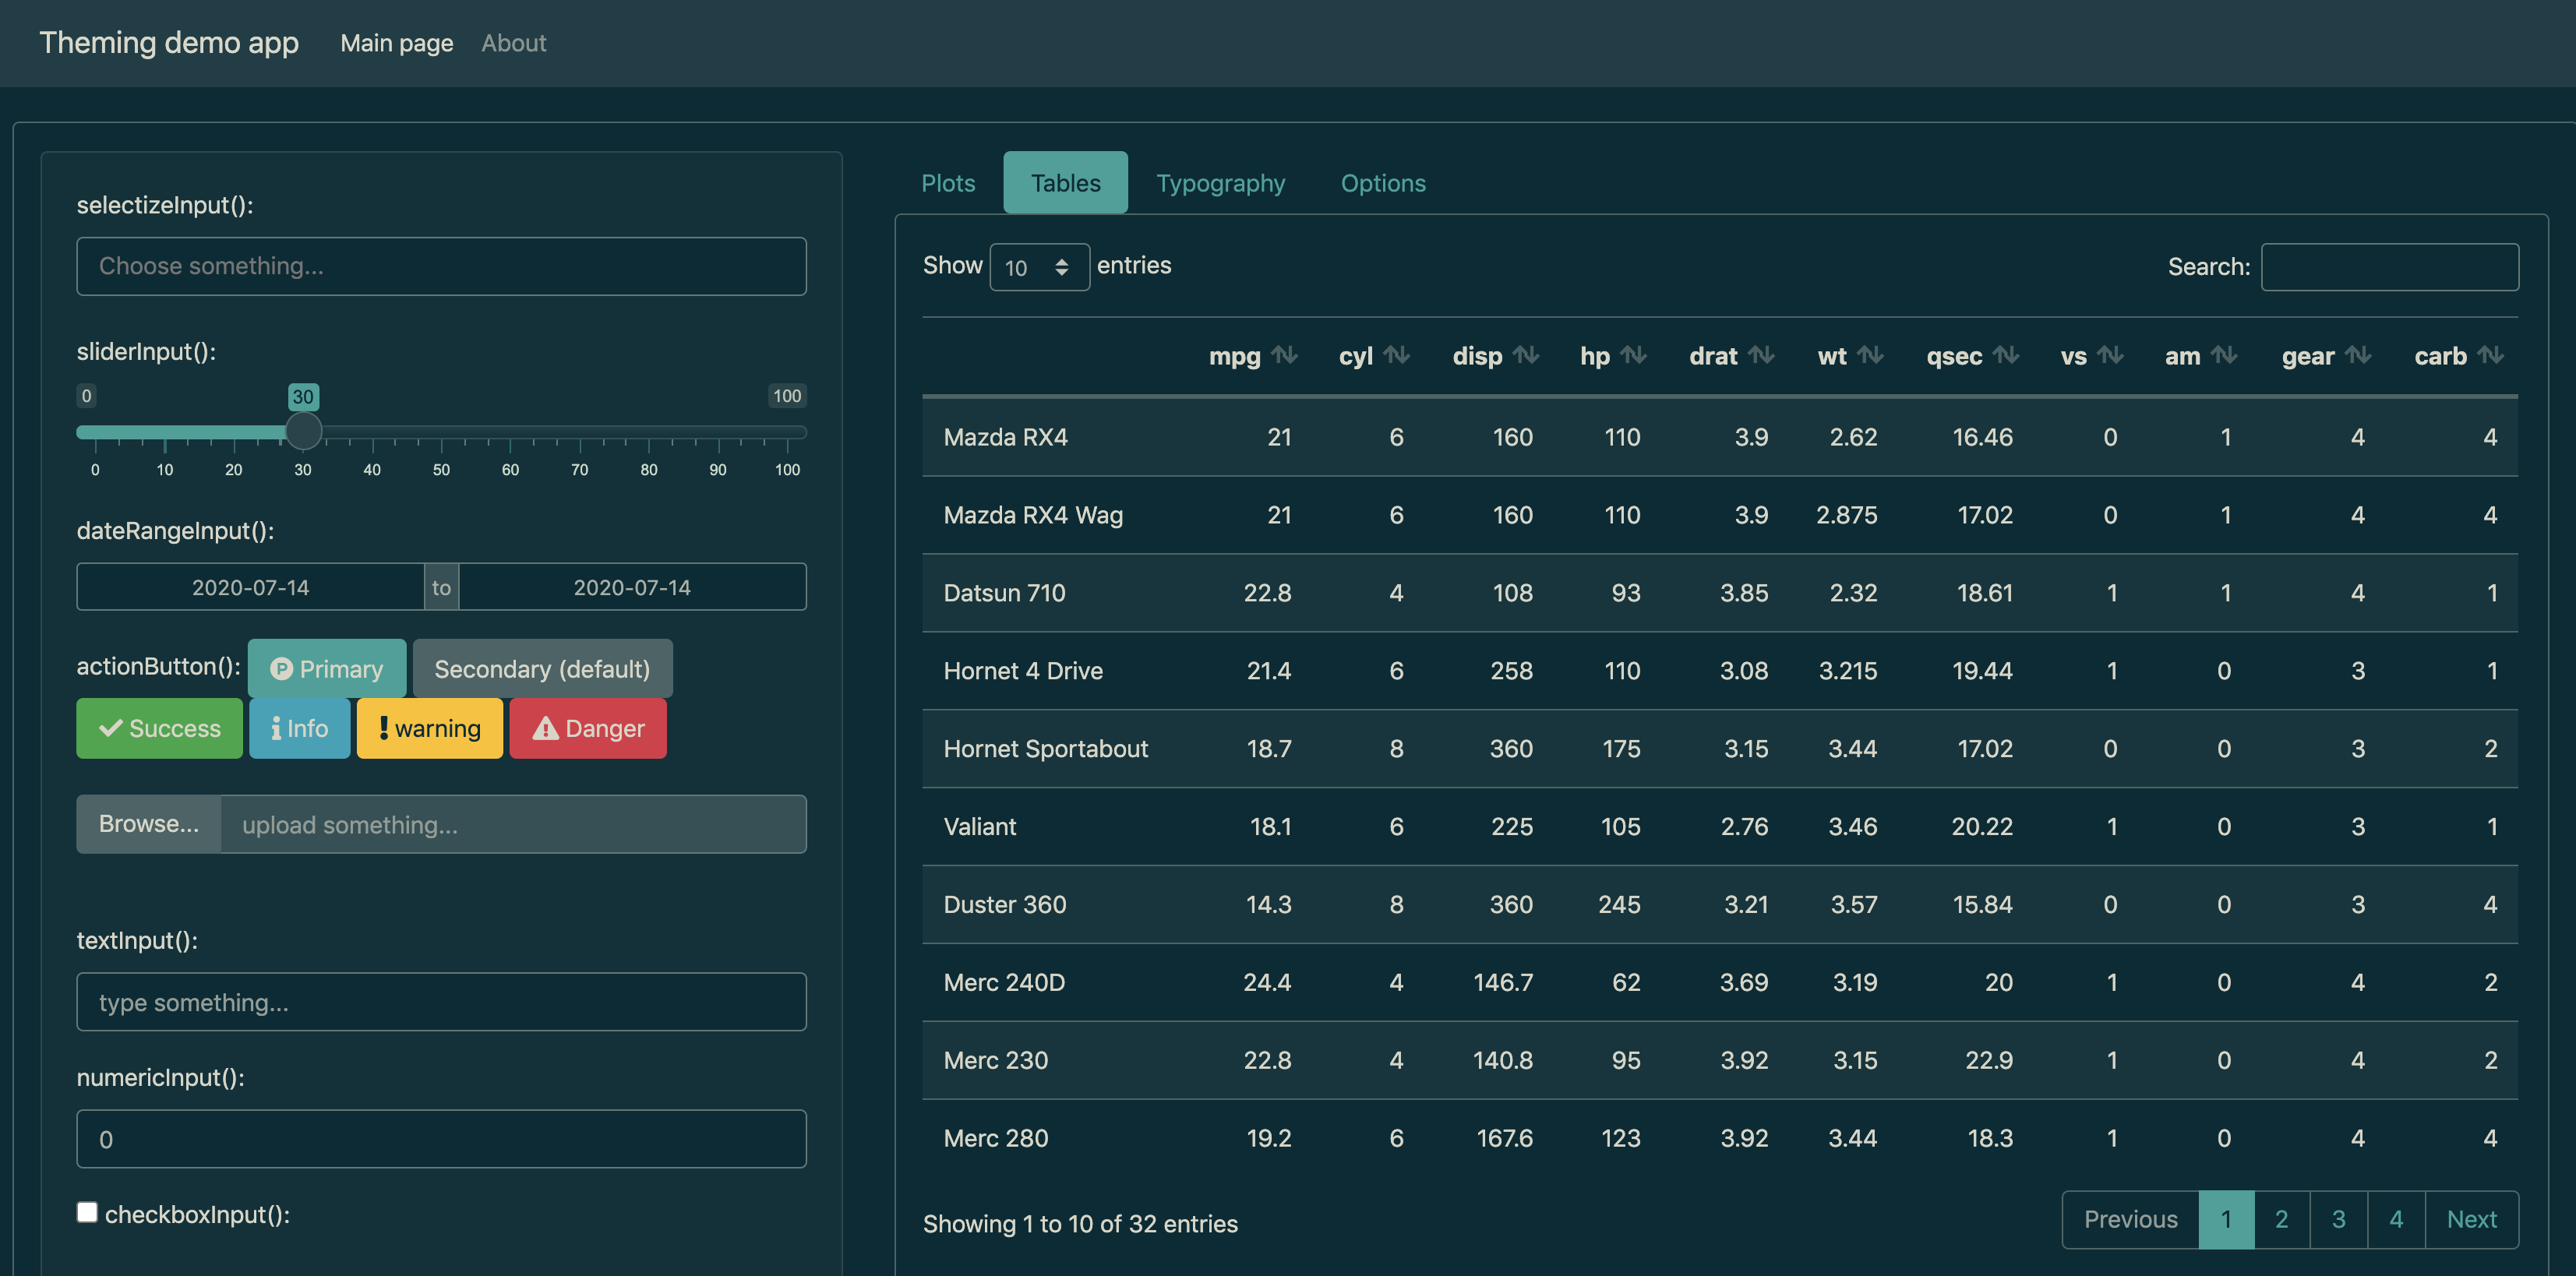 Theming demo app Main page About
selectizeInput():
Choose something...
sliderInput():
0 30 100
0 10 20 30 40 50 60 70 80 90 100
dateRangeInput():
2020-07-14 to 2020-07-14
actionButton(): Primary Secondary (default)
Success Info warning Danger
Browse... upload something...
textInput():
type something...
numericInput():
0
checkboxInput():
Plots Tables Typography Options
Show 10 entries Search:
mpg cyl disp hp drat wt qsec vs am gear carb
Mazda RX4 21 6 160 110 3.9 2.62 16.46 0 1 4 4
Mazda RX4 Wag 21 6 160 110 3.9 2.875 17.02 0 1 4 4
Datsun 710 22.8 4 108 93 3.85 2.32 18.61 1 1 4 1
Hornet 4 Drive 21.4 6 258 110 3.08 3.215 19.44 1 0 3 1
Hornet Sportabout 18.7 8 360 175 3.15 3.44 17.02 0 0 3 2
Valiant 18.1 6 225 105 2.76 3.46 20.22 1 0 3 1
Duster 360 14.3 8 360 245 3.21 3.57 15.84 0 0 3 4
Merc 240D 24.4 4 146.7 62 3.69 3.19 20 1 0 4 2
Merc 230 22.8 4 140.8 95 3.92 3.15 22.9 1 0 4 2
Merc 280 19.2 6 167.6 123 3.92 3.44 18.3 1 0 4 4
Showing 1 to 10 of 32 entries Previous 1 2 3 4 Next